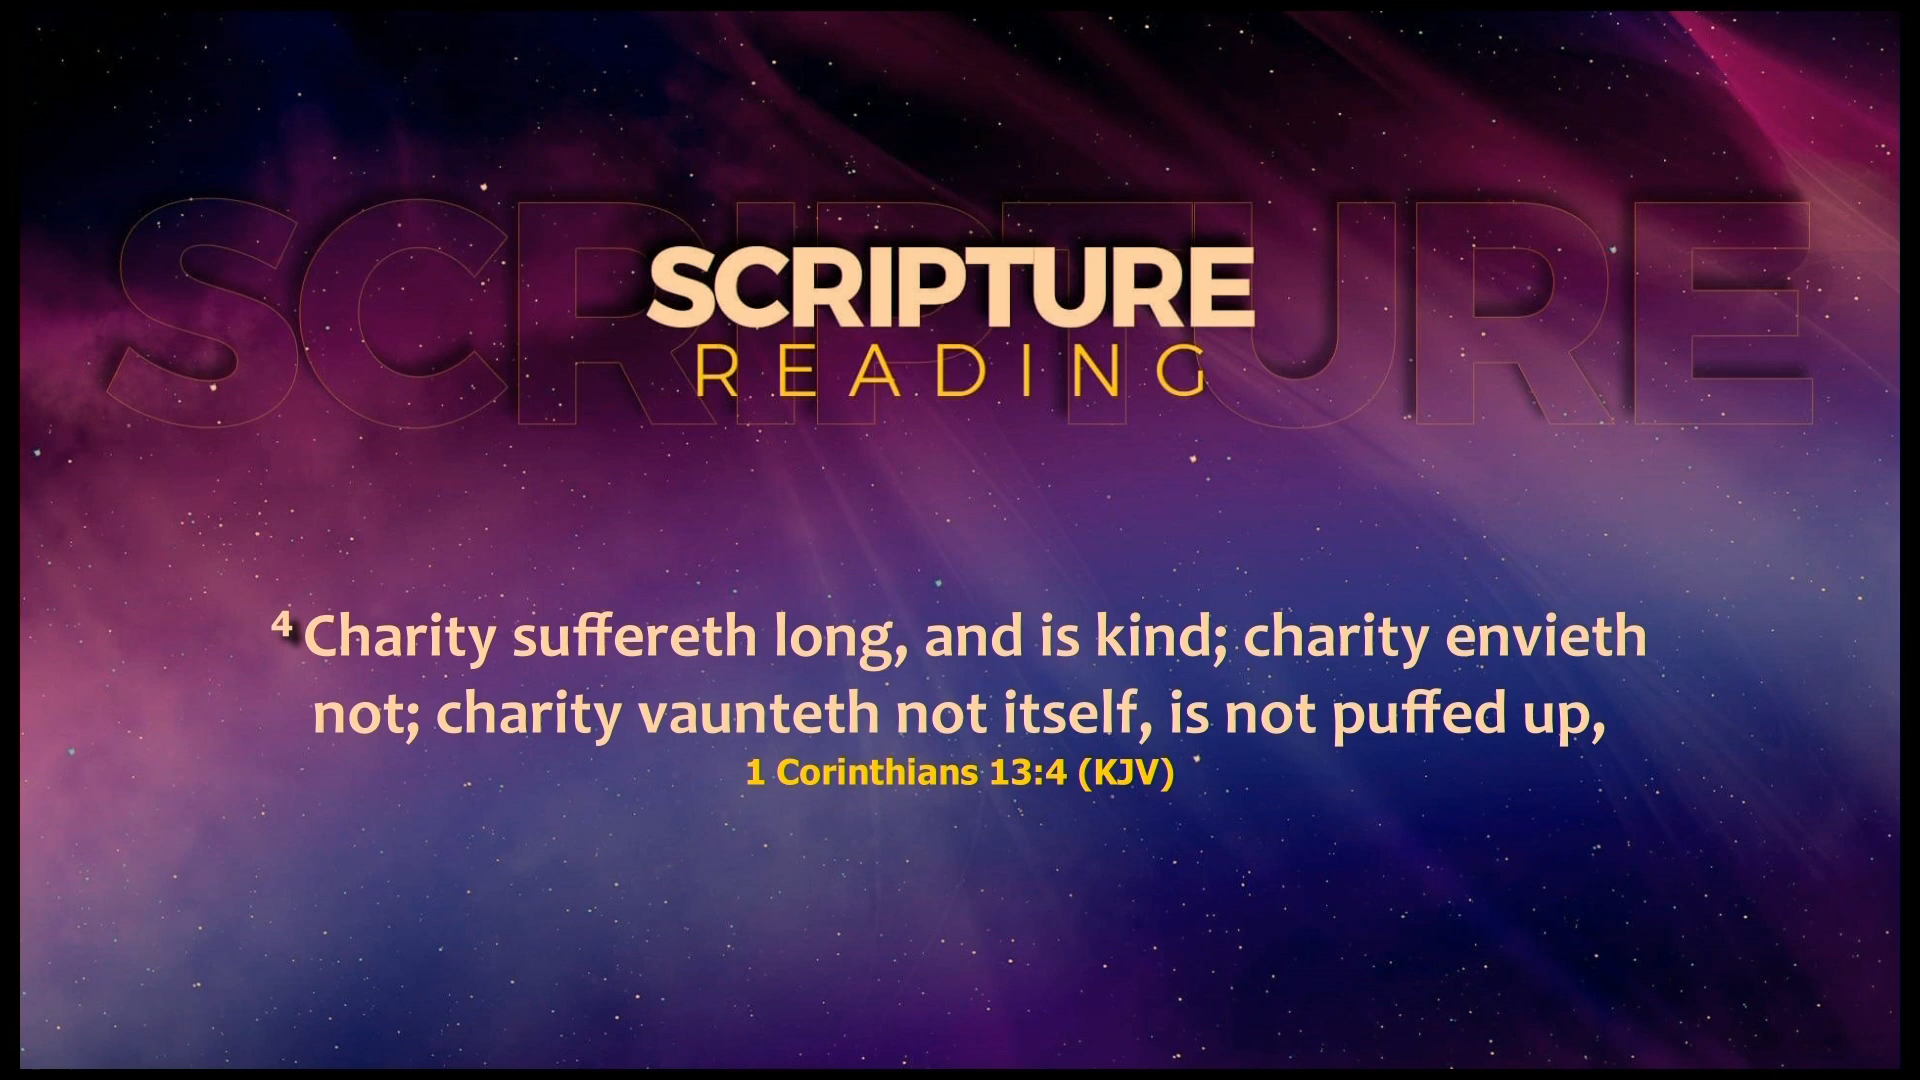 SCRIPTURE
SCRIPTURE
READING
4 Charity suffereth long, and is kind; charity envieth
not; charity vaunteth not itself, is not puffed up,
1 Corinthians 13:4 (KJV)